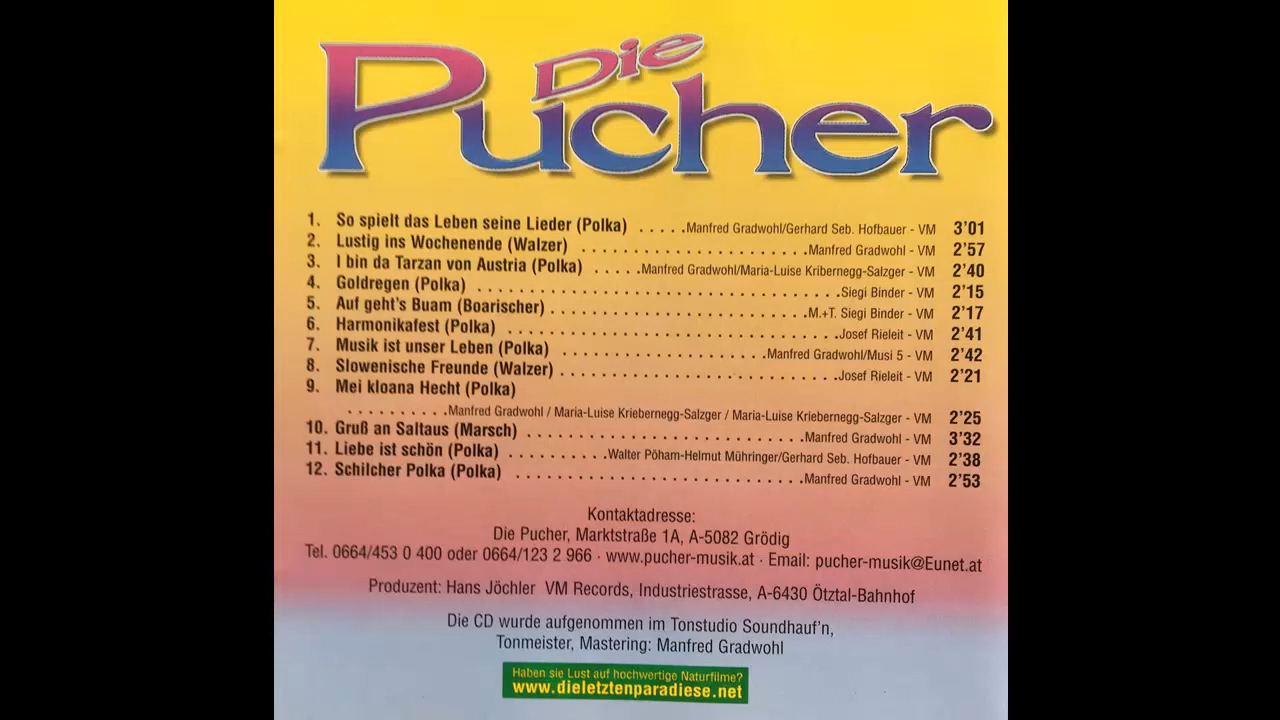 Die
Pucher
1. So spielt das Leben seine Lieder (Polka) . . . . .Manfred Gradwohl/Gerhard Seb. Hofbauer - VM 3'01
2. Lustig ins Wochenende (Walzer) . . . . . . . . . . . . . . . . . . . . . . .Manfred Gradwohl - VM 2'57
3. I bin da Tarzan von Austria (Polka) . . . . .Manfred Gradwohl/Maria-Luise Kribernegg-Salzger - VM 2'40
4. Goldregen (Polka) . . . . . . . . . . . . . . . . . . . . . . . . . . . . . . . . . . . . .Siegi Binder - VM 2'15
5. Auf geht's Buam (Boarischer) . . . . . . . . . . . . . . . . . . . . . . . . . .M.+T. Siegi Binder - VM 2'17
6. Harmonikafest (Polka) . . . . . . . . . . . . . . . . . . . . . . . . . . . . . . . . .Josef Rieleit - VM 2'41
7. Musik ist unser Leben (Polka) . . . . . . . . . . . . . . . . . . . .Manfred Gradwohl/Musi 5 - VM 2'42
8. Slowenische Freunde (Walzer) . . . . . . . . . . . . . . . . . . . . . . . . . . . .Josef Rieleit - VM 2'21
9. Mei kloana Hecht (Polka)
. . . . . . . . . .Manfred Gradwohl / Maria-Luise Kriebernegg-Salzger / Maria-Luise Kriebernegg-Salzger - VM 2'25
10. Gruß an Saltaus (Marsch) . . . . . . . . . . . . . . . . . . . . . . . . . . . .Manfred Gradwohl - VM 3'32
11. Liebe ist schön (Polka) . . . . . . . . . .Walter Pöham-Helmut Mühringer/Gerhard Seb. Hofbauer - VM 2'38
12. Schilcher Polka (Polka) . . . . . . . . . . . . . . . . . . . . . . . . . . . . .Manfred Gradwohl - VM 2'53
Kontaktadresse:
Die Pucher, Marktstraße 1A, A-5082 Grödig
Tel. 0664/453 0 400 oder 0664/123 2 966 · www.pucher-musik.at · Email: pucher-musik@Eunet.at
Produzent: Hans Jöchler VM Records, Industriestrasse, A-6430 Ötztal-Bahnhof
Die CD wurde aufgenommen im Tonstudio Soundhauf'n,
Tonmeister, Mastering: Manfred Gradwohl
Haben sie Lust auf hochwertige Naturfilme?
www.dieletztenparadiese.net